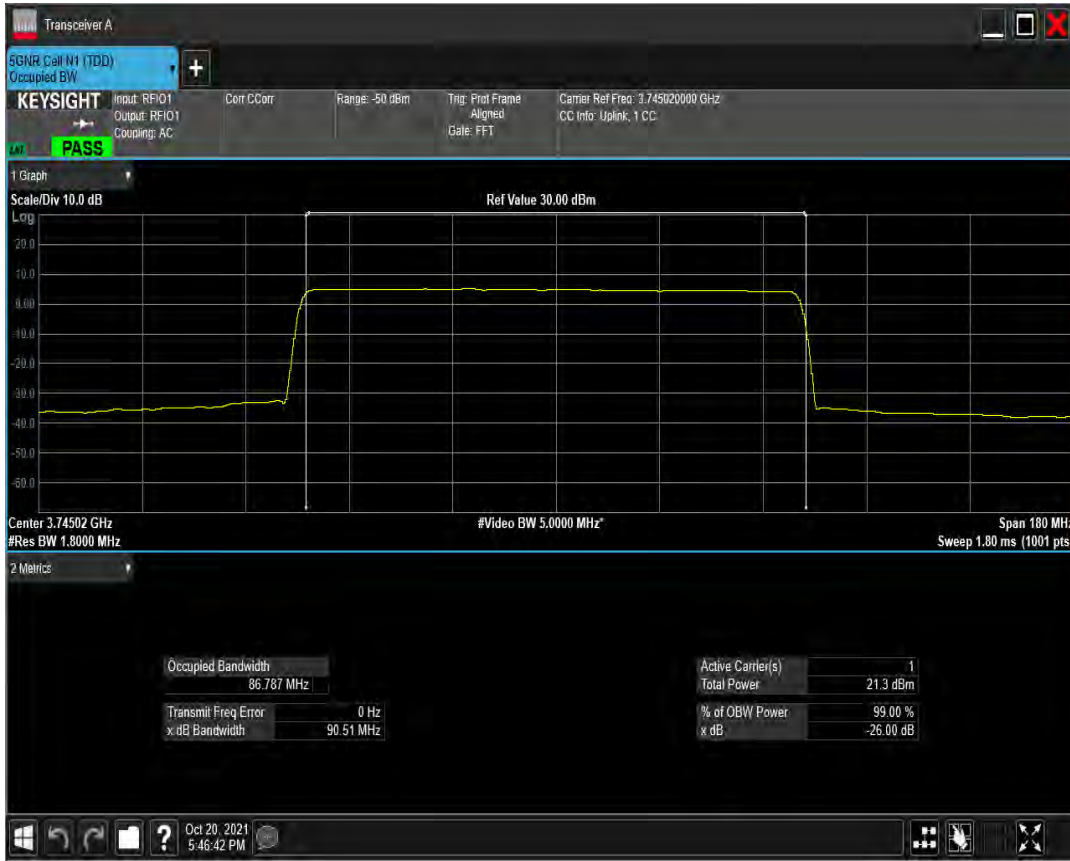 Transceiver A
5GNR Cell N1 (TDD)
Occupied BW
+
KEYSIGHT
PASS
Input: RFIO1
Output: RFIO1
Coupling: AC
Corr CCorr
Range: -50 dBm
Trig: Prot Frame
Aligned
Gate: FFT
Carrier Ref Freq: 3.745020000 GHz
CC Info: Uplink, 1 CC
1 Graph
Scale/Div 10.0 dB
Ref Value 30.00 dBm
Log
20.0
10.0
0.00
-10.0
-20.0
-30.0
-40.0
-50.0
-60.0
Center 3.74502 GHz
#Video BW 5.0000 MHz*
Span 180 MHz
#Res BW 1.8000 MHz
Sweep 1.80 ms (1001 pts
2 Metrics
Occupied Bandwidth
86.787 MHz
Transmit Freq Error 0 Hz
x dB Bandwidth 90.51 MHz
Active Carrier(s) 1
Total Power 21.3 dBm
% of OBW Power 99.00 %
x dB -26.00 dB
?
Oct 20, 2021
5:46:42 PM